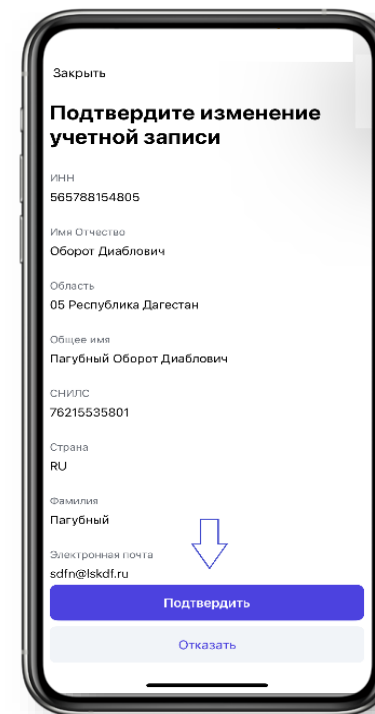 Закрыть
Подтвердите изменение
учетной записи
ИНН
565788154805
Имя Отчество
Оборот Диаблович
Область
05 Республика Дагестан
Общее имя
Пагубный Оборот Диаблович
СНИЛС
76215535801
Страна
RU
Фамилия
Пагубный
Электронная почта
sdfn@lskdf.ru
Подтвердить
Отказать